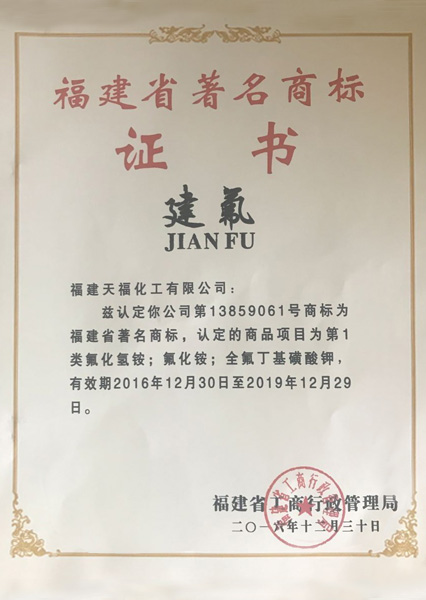 福建省著名商标
证书
建氟
JIAN FU
福建天福化工有限公司：
兹认定你公司第13859061号商标为
福建省著名商标，认定的商品项目为第1
类氟化氢铵；氟化铵；全氟丁基磺酸钾，
有效期2016年12月30日至2019年12月29
日。
福建省工商行政管理局
二〇一六年十二月三十日